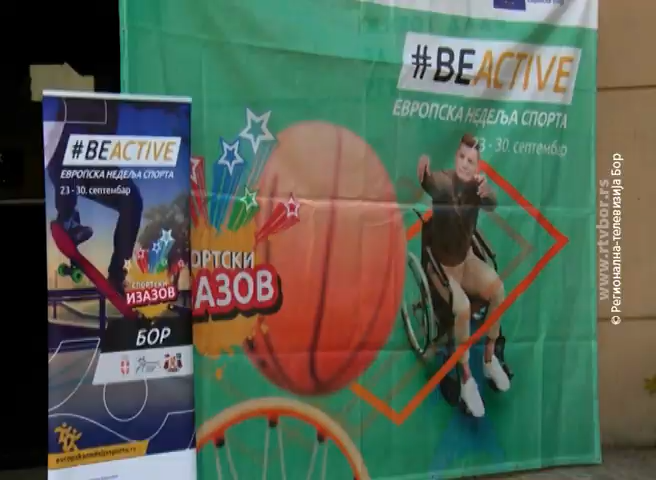 #BEACTIVE
ЕВРОПСКА НЕДЕЉА СПОРТА
23 - 30. септембар
СПОРТСКИ
ИЗАЗОВ
БОР
#BEACTIVE
ЕВРОПСКА НЕДЕЉА СПОРТА
23 - 30. септембар
ОРТСКИ
АЗОВ
www.rtvbor.rs
© Регионална-телевизија Бор